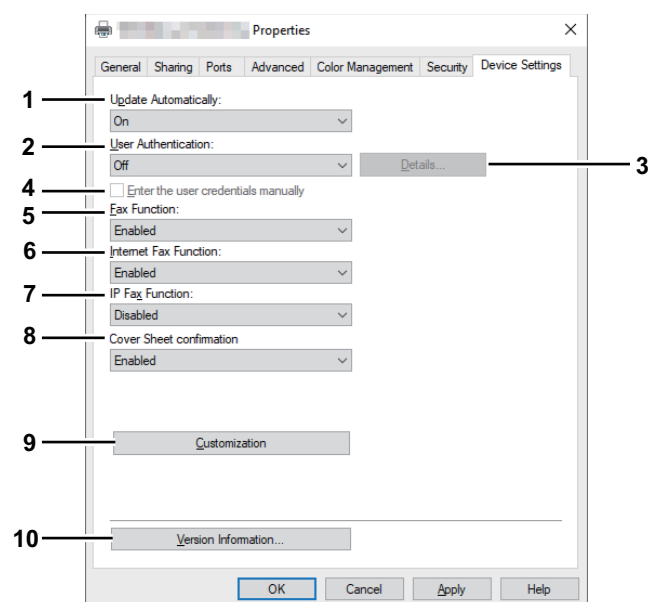 Properties
General Sharing Ports Advanced Color Management Security Device Settings
1 Update Automatically:
On
2 User Authentication:
Off Details... 3
4 Enter the user credentials manually
5 Fax Function:
Enabled
6 Internet Fax Function:
Enabled
7 IP Fax Function:
Disabled
8 Cover Sheet confirmation
Enabled
9 Customization
10 Version Information...
OK Cancel Apply Help